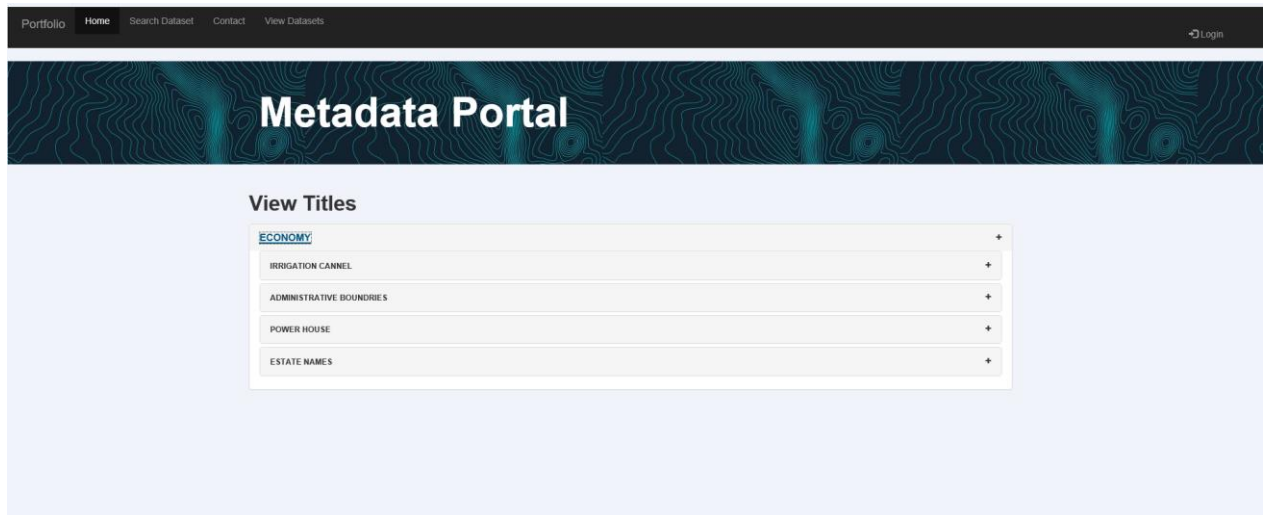 Portfolio Home Search Dataset Contact View Datasets
Login
Metadata Portal
View Titles
ECONOMY +
IRRIGATION CANNEL +
ADMINISTRATIVE BOUNDRIES +
POWER HOUSE +
ESTATE NAMES +